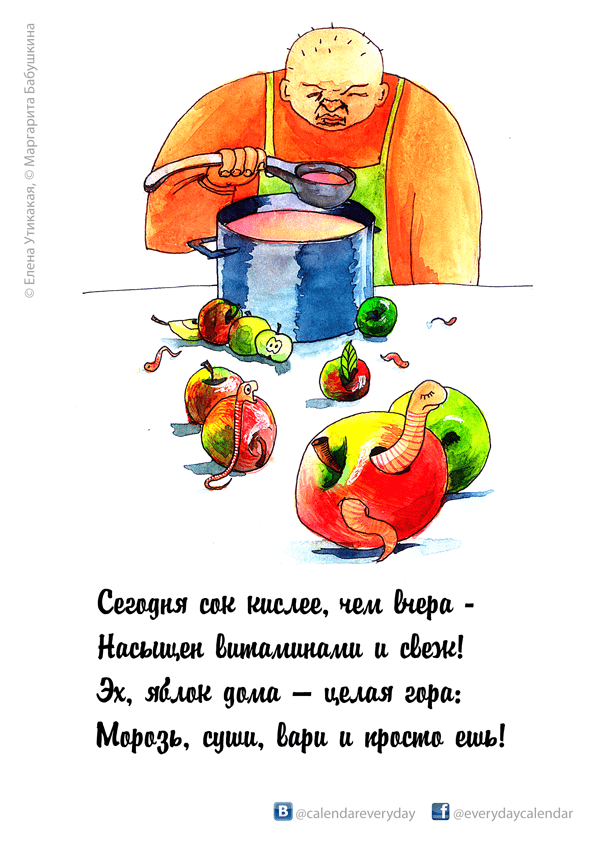 © Елена Утикакая, © Маргарита Бабушкина
Сегодня сок кислее, чем вчера -
Насыщен витаминами и свеж!
Эх, яблок дома – целая гора:
Морозь, суши, вари и просто ешь!
B @calendareveryday f @everydaycalendar